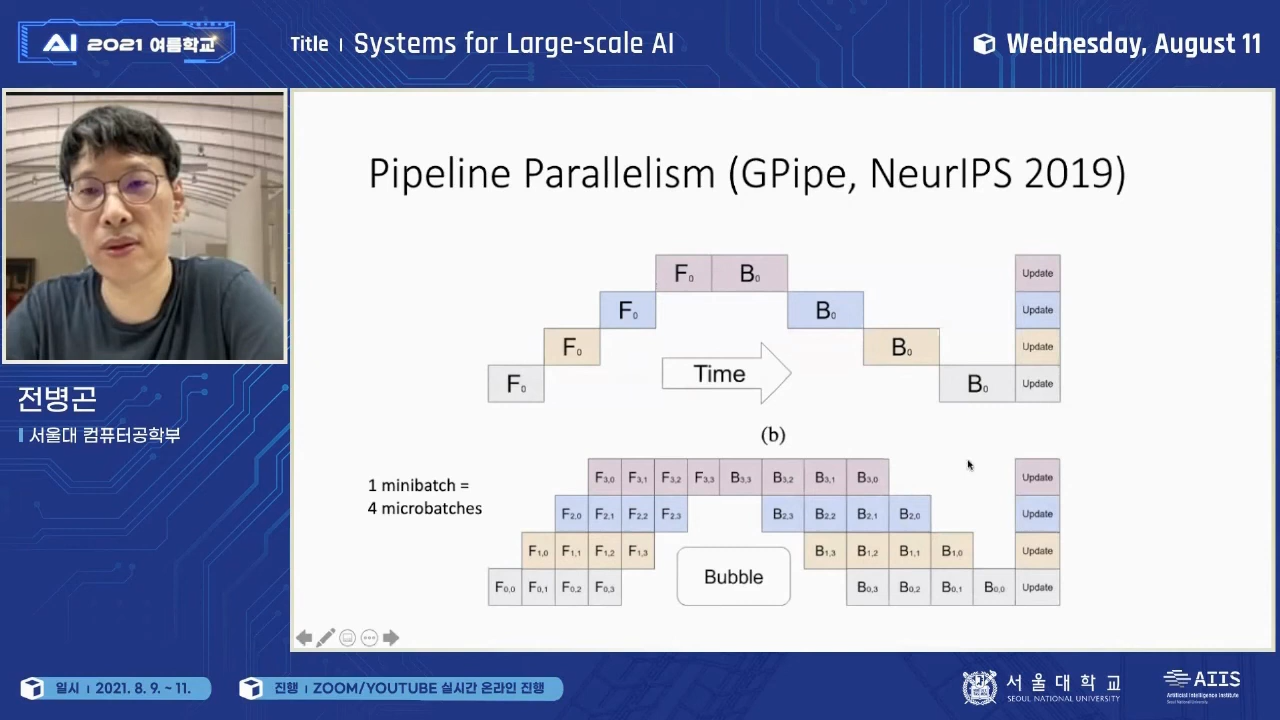 AI 2021 여름학교
Title | Systems for Large-scale AI
Wednesday, August 11
전병곤
서울대 컴퓨터공학부
Pipeline Parallelism (GPipe, NeurIPS 2019)
F0 B0 Update
F0 B0 Update
F0 B0 Update
Time
F0 B0 Update
(b)
1 minibatch =
4 microbatches
F3,0 F3,1 F3,2 F3,3 B3,3 B3,2 B3,1 B3,0 Update
F2,0 F2,1 F2,2 F2,3 B2,3 B2,2 B2,1 B2,0 Update
F1,0 F1,1 F1,2 F1,3 B1,3 B1,2 B1,1 B1,0 Update
Bubble
F0,0 F0,1 F0,2 F0,3 B0,3 B0,2 B0,1 B0,0 Update
일시 | 2021. 8. 9. ~ 11.
진행 | ZOOM/YOUTUBE 실시간 온라인 진행
서울대학교
SEOUL NATIONAL UNIVERSITY
AIIS
Artificial Intelligence Institute
Seoul National University